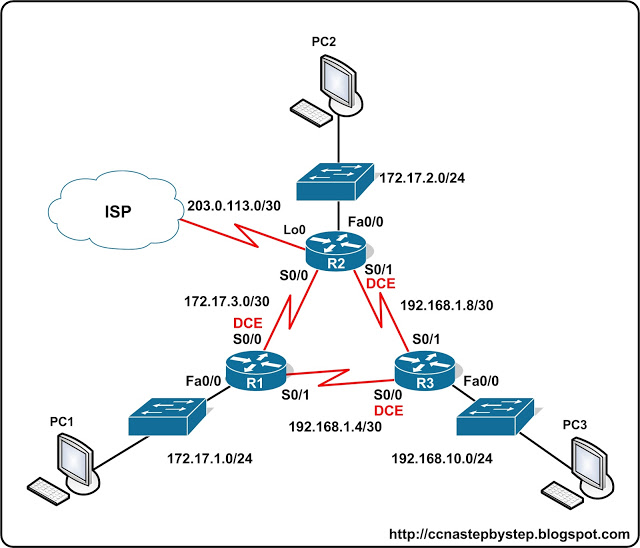 PC2
172.17.2.0/24
203.0.113.0/30
ISP
Lo0
Fa0/0
R2
S0/0
S0/1
DCE
172.17.3.0/30
192.168.1.8/30
DCE
S0/0
S0/1
R1
R3
Fa0/0
S0/1
S0/0
DCE
Fa0/0
192.168.1.4/30
PC1
PC3
172.17.1.0/24
192.168.10.0/24
http://ccnastepbystep.blogspot.com